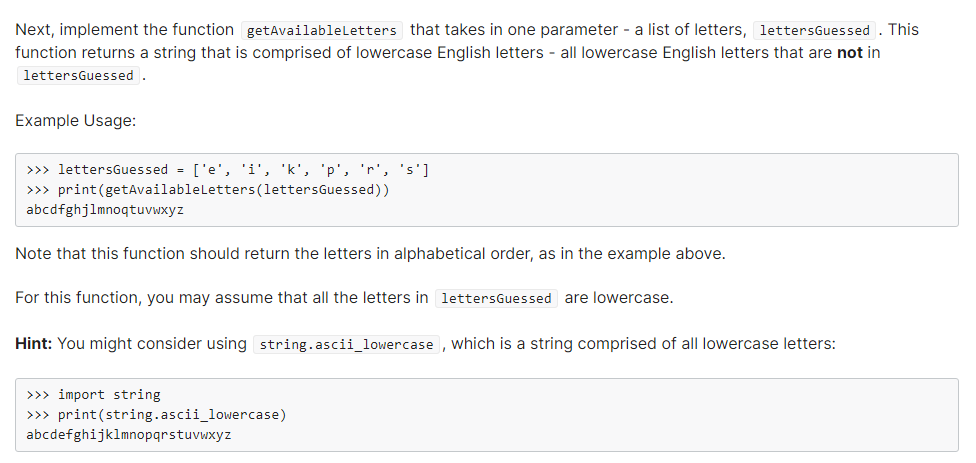 Next, implement the function getAvailableLetters that takes in one parameter - a list of letters, lettersGuessed. This
function returns a string that is comprised of lowercase English letters - all lowercase English letters that are not in
lettersGuessed.
Example Usage:
>>> lettersGuessed = ['e', 'i', 'k', 'p', 'r', 's']
>>> print(getAvailableLetters(lettersGuessed))
abcdfghjlmnoqtuvwxyz
Note that this function should return the letters in alphabetical order, as in the example above.
For this function, you may assume that all the letters in lettersGuessed are lowercase.
Hint: You might consider using string.ascii_lowercase, which is a string comprised of all lowercase letters:
>>> import string
>>> print(string.ascii_lowercase)
abcdefghijklmnopqrstuvwxyz